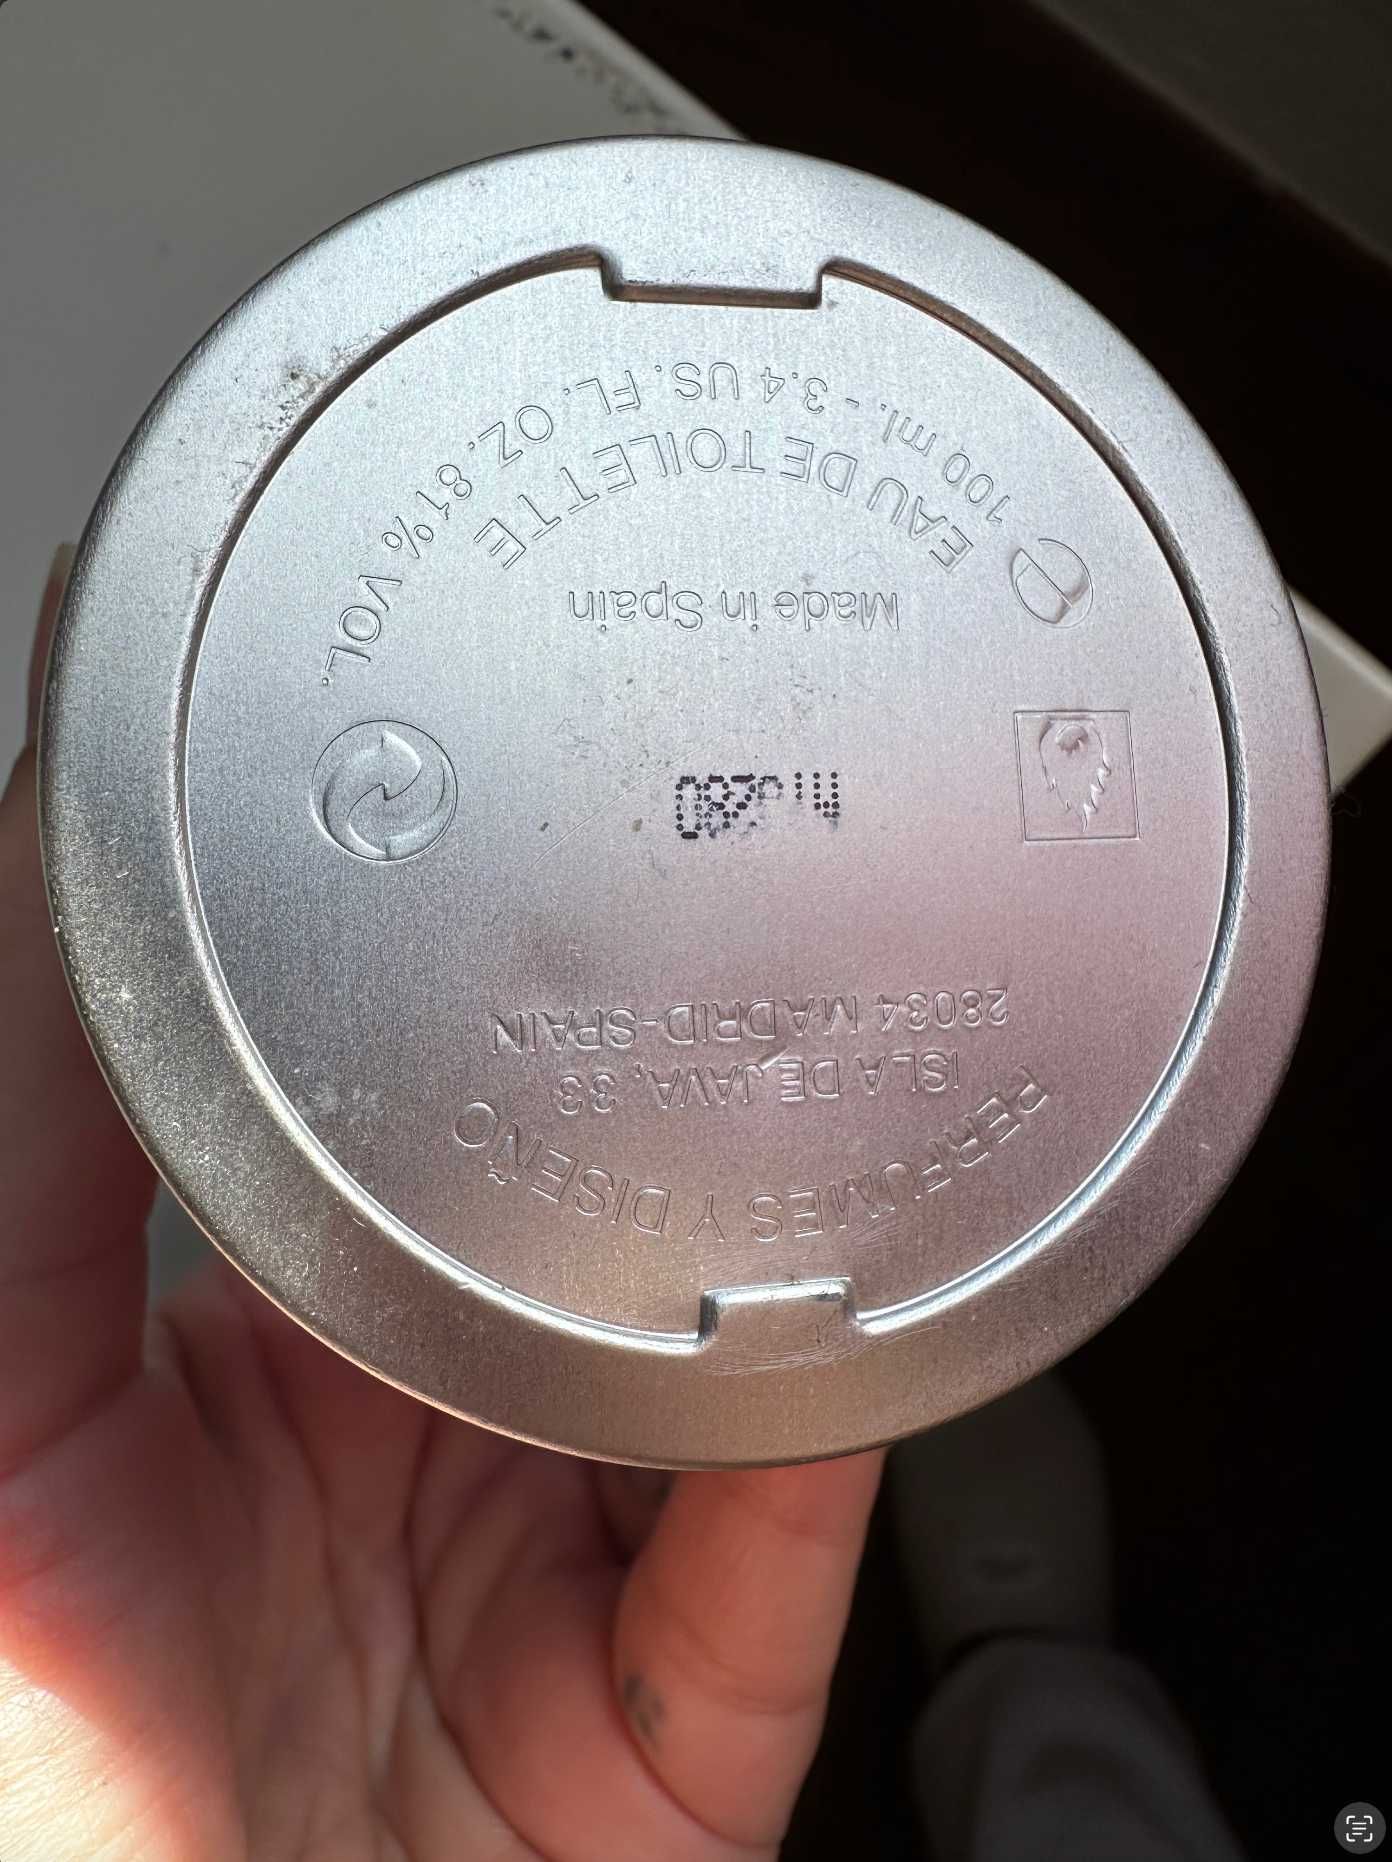 100 ml. - 3.4 US. FL. OZ. 81% VOL.
EAU DE TOILETTE
Made in Spain
28034 MADRID-SPAIN
ISLA DE JAVA, 33
PERFUMES Y DISEÑO